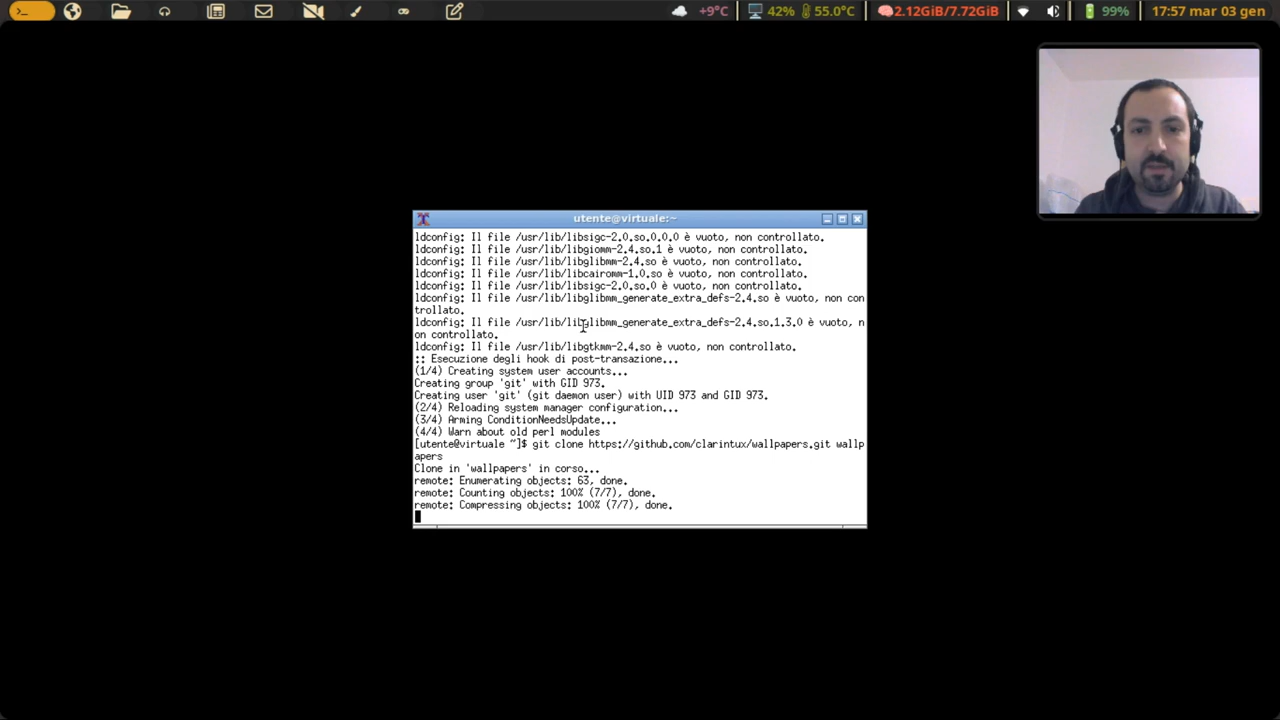 >_ +9°C 42% 55.0°C 2.12GiB/7.72GiB 99% 17:57 mar 03 gen
utente@virtuale:~
ldconfig: Il file /usr/lib/libsigc-2.0.so.0.0.0 è vuoto, non controllato.
ldconfig: Il file /usr/lib/libgiomm-2.4.so.1 è vuoto, non controllato.
ldconfig: Il file /usr/lib/libglibmm-2.4.so è vuoto, non controllato.
ldconfig: Il file /usr/lib/libcairomm-1.0.so è vuoto, non controllato.
ldconfig: Il file /usr/lib/libsigc-2.0.so.0 è vuoto, non controllato.
ldconfig: Il file /usr/lib/libglibmm_generate_extra_defs-2.4.so è vuoto, non con
trollato.
ldconfig: Il file /usr/lib/libglibmm_generate_extra_defs-2.4.so.1.3.0 è vuoto, n
on controllato.
ldconfig: Il file /usr/lib/libgtkmm-2.4.so è vuoto, non controllato.
:: Esecuzione degli hook di post-transazione...
(1/4) Creating system user accounts...
Creating group 'git' with GID 973.
Creating user 'git' (git daemon user) with UID 973 and GID 973.
(2/4) Reloading system manager configuration...
(3/4) Arming ConditionNeedsUpdate...
(4/4) Warn about old perl modules
[utente@virtuale ~]$ git clone https://github.com/clarintux/wallpapers.git wallp
apers
Clone in 'wallpapers' in corso...
remote: Enumerating objects: 63, done.
remote: Counting objects: 100% (7/7), done.
remote: Compressing objects: 100% (7/7), done.